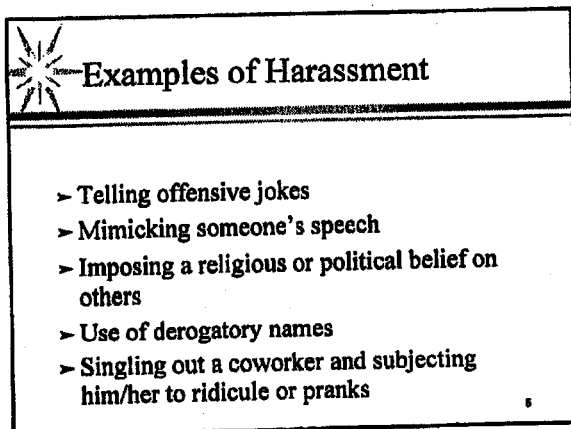 Examples of Harassment
➢ Telling offensive jokes
➢ Mimicking someone's speech
➢ Imposing a religious or political belief on
others
➢ Use of derogatory names
➢ Singling out a coworker and subjecting
him/her to ridicule or pranks
5